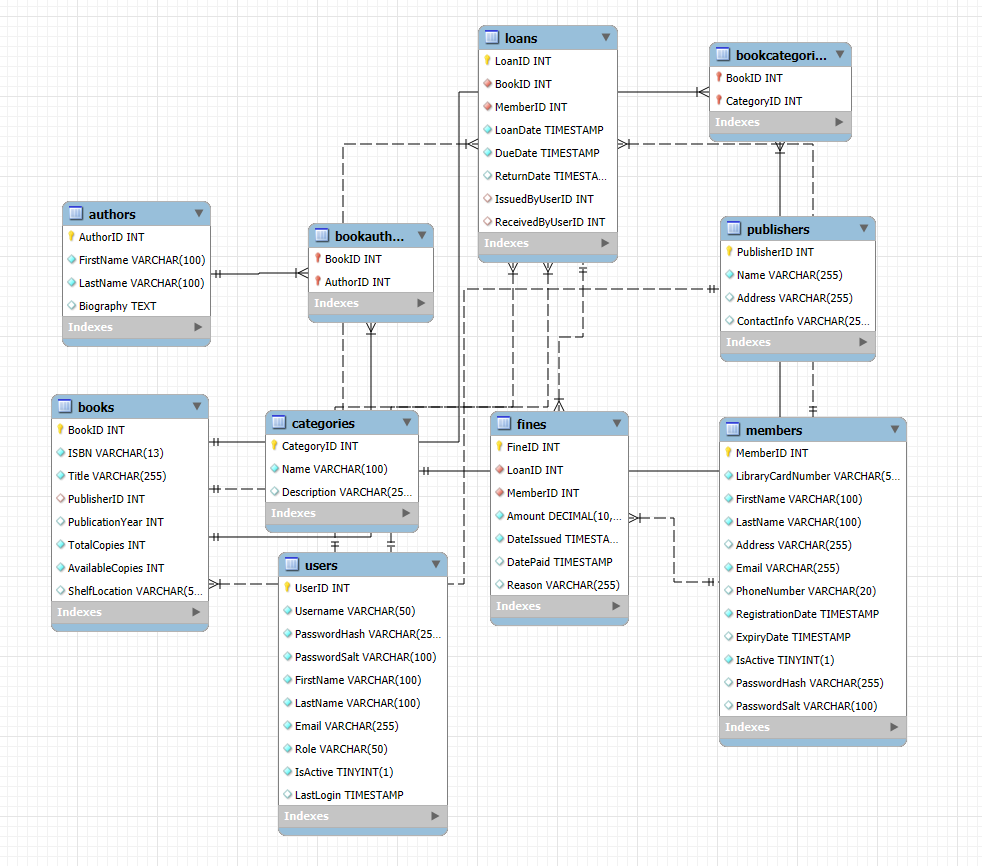 loans
LoanID INT
BookID INT
MemberID INT
LoanDate TIMESTAMP
DueDate TIMESTAMP
ReturnDate TIMESTA...
IssuedByUserID INT
ReceivedByUserID INT
Indexes
bookcategori...
BookID INT
CategoryID INT
Indexes
authors
AuthorID INT
FirstName VARCHAR(100)
LastName VARCHAR(100)
Biography TEXT
Indexes
bookauth...
BookID INT
AuthorID INT
Indexes
publishers
PublisherID INT
Name VARCHAR(255)
Address VARCHAR(255)
ContactInfo VARCHAR(25...
Indexes
books
BookID INT
ISBN VARCHAR(13)
Title VARCHAR(255)
PublisherID INT
PublicationYear INT
TotalCopies INT
AvailableCopies INT
ShelfLocation VARCHAR(5...
Indexes
categories
CategoryID INT
Name VARCHAR(100)
Description VARCHAR(25...
Indexes
fines
FineID INT
LoanID INT
MemberID INT
Amount DECIMAL(10,...
DateIssued TIMESTA...
DatePaid TIMESTAMP
Reason VARCHAR(255)
Indexes
members
MemberID INT
LibraryCardNumber VARCHAR(5...
FirstName VARCHAR(100)
LastName VARCHAR(100)
Address VARCHAR(255)
Email VARCHAR(255)
PhoneNumber VARCHAR(20)
RegistrationDate TIMESTAMP
ExpiryDate TIMESTAMP
IsActive TINYINT(1)
PasswordHash VARCHAR(255)
PasswordSalt VARCHAR(100)
Indexes
users
UserID INT
Username VARCHAR(50)
PasswordHash VARCHAR(25...
PasswordSalt VARCHAR(100)
FirstName VARCHAR(100)
LastName VARCHAR(100)
Email VARCHAR(255)
Role VARCHAR(50)
IsActive TINYINT(1)
LastLogin TIMESTAMP
Indexes